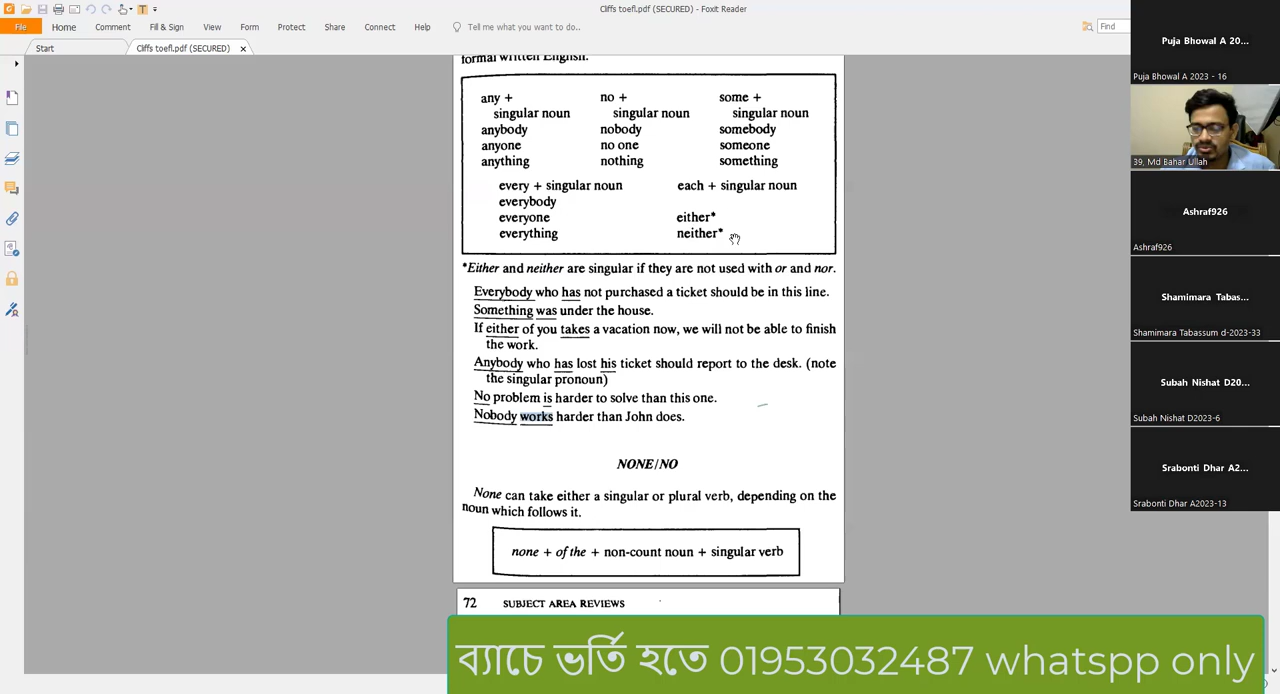 Cliffs toefl.pdf (SECURED) - Foxit Reader
File Home Comment Fill & Sign View Form Protect Share Connect Help Tell me what you want to do.. Find
Start Cliffs toefl.pdf (SECURED)
formal written English.
any + no + some +
singular noun singular noun singular noun
anybody nobody somebody
anyone no one someone
anything nothing something
every + singular noun each + singular noun
everybody
everyone either*
everything neither*
*Either and neither are singular if they are not used with or and nor.
Everybody who has not purchased a ticket should be in this line.
Something was under the house.
If either of you takes a vacation now, we will not be able to finish
the work.
Anybody who has lost his ticket should report to the desk. (note
the singular pronoun)
No problem is harder to solve than this one.
Nobody works harder than John does.
NONE/NO
None can take either a singular or plural verb, depending on the
noun which follows it.
none + of the + non-count noun + singular verb
72 SUBJECT AREA REVIEWS
Puja Bhowal A 20...
Puja Bhowal A 2023 - 16
39, Md Bahar Ullah
Ashraf926
Ashraf926
Shamimara Tabas...
Shamimara Tabassum d-2023-33
Subah Nishat D20...
Subah Nishat D2023-6
Srabonti Dhar A2...
Srabonti Dhar A2023-13
ব্যাচে ভর্তি হতে 01953032487 whatspp only